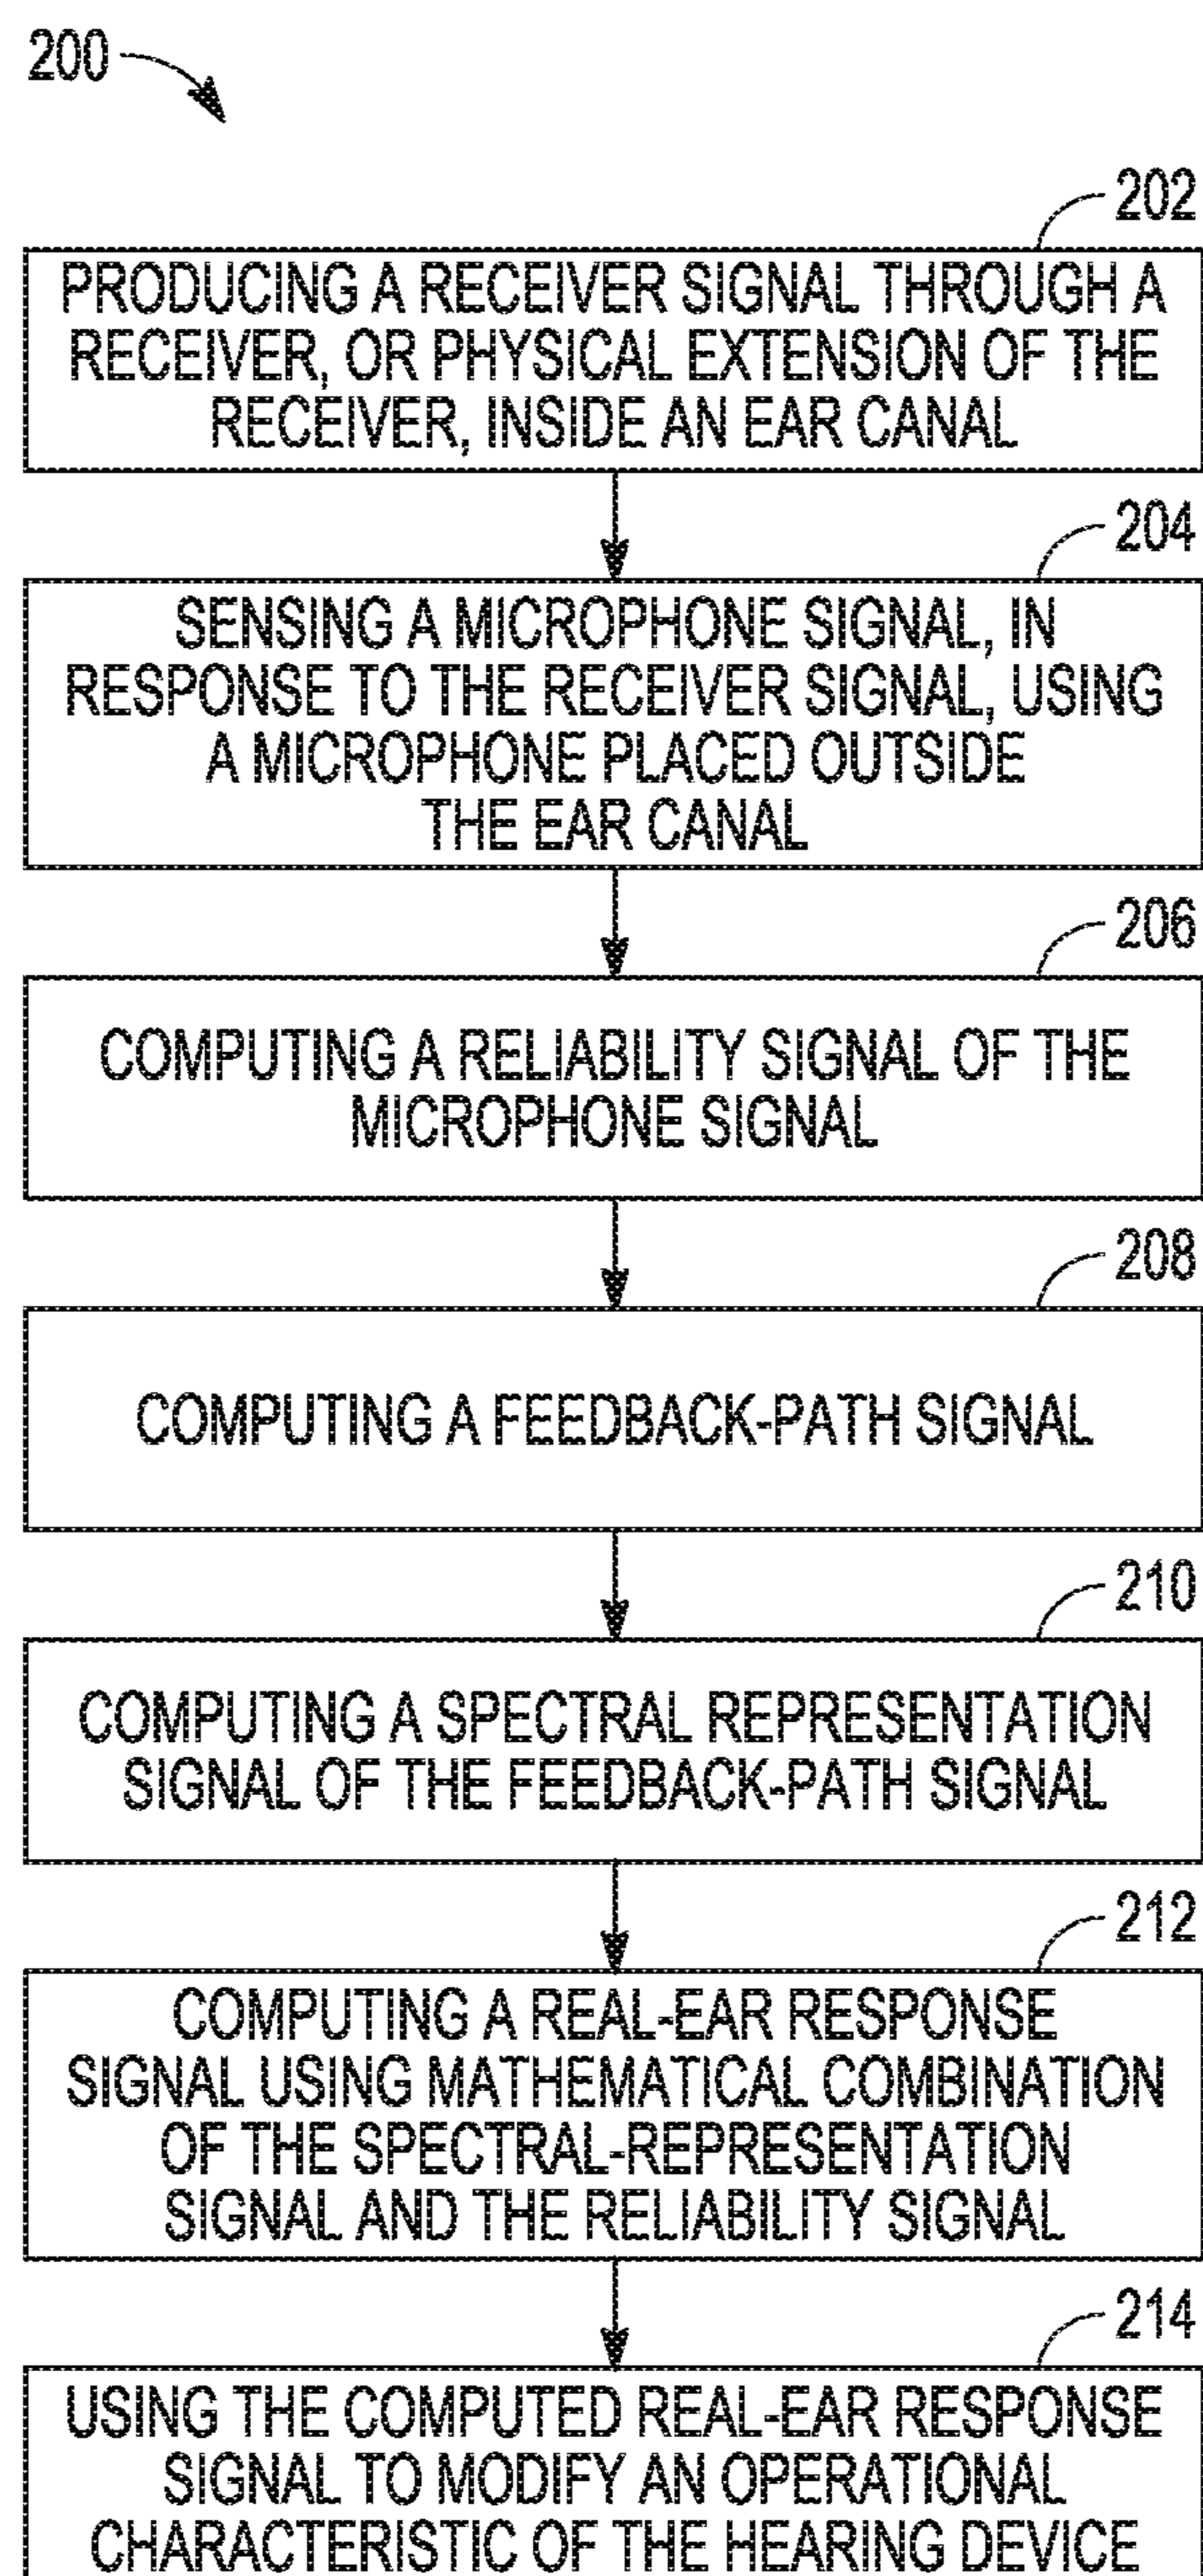 200
202
PRODUCING A RECEIVER SIGNAL THROUGH A
RECEIVER, OR PHYSICAL EXTENSION OF THE
RECEIVER, INSIDE AN EAR CANAL
204
SENSING A MICROPHONE SIGNAL, IN
RESPONSE TO THE RECEIVER SIGNAL, USING
A MICROPHONE PLACED OUTSIDE
THE EAR CANAL
206
COMPUTING A RELIABILITY SIGNAL OF THE
MICROPHONE SIGNAL
208
COMPUTING A FEEDBACK-PATH SIGNAL
210
COMPUTING A SPECTRAL REPRESENTATION
SIGNAL OF THE FEEDBACK-PATH SIGNAL
212
COMPUTING A REAL-EAR RESPONSE
SIGNAL USING MATHEMATICAL COMBINATION
OF THE SPECTRAL-REPRESENTATION
SIGNAL AND THE RELIABILITY SIGNAL
214
USING THE COMPUTED REAL-EAR RESPONSE
SIGNAL TO MODIFY AN OPERATIONAL
CHARACTERISTIC OF THE HEARING DEVICE